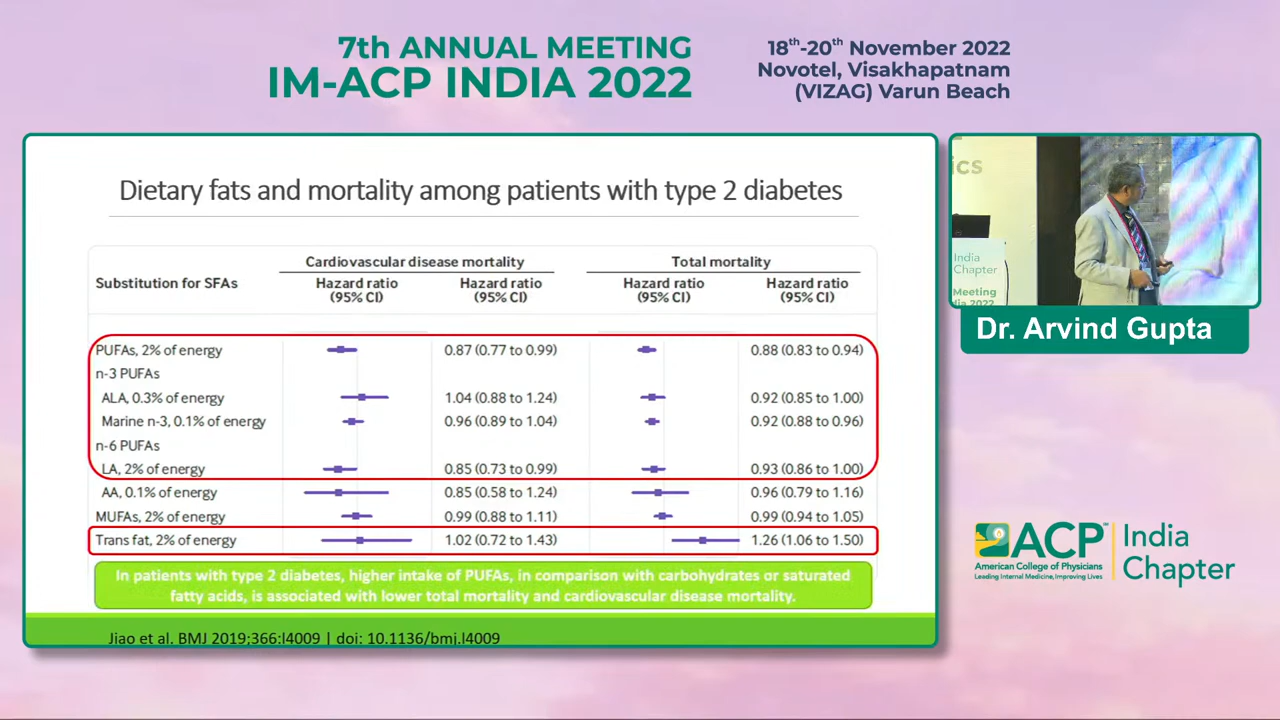 7th ANNUAL MEETING
IM-ACP INDIA 2022
18th-20th November 2022
Novotel, Visakhapatnam
(VIZAG) Varun Beach
Dietary fats and mortality among patients with type 2 diabetes
Cardiovascular disease mortality Total mortality
Substitution for SFAs Hazard ratio (95% CI) Hazard ratio (95% CI) Hazard ratio (95% CI) Hazard ratio (95% CI)
PUFAs, 2% of energy 0.87 (0.77 to 0.99) 0.88 (0.83 to 0.94)
n-3 PUFAs
ALA, 0.3% of energy 1.04 (0.88 to 1.24) 0.92 (0.85 to 1.00)
Marine n-3, 0.1% of energy 0.96 (0.89 to 1.04) 0.92 (0.88 to 0.96)
n-6 PUFAs
LA, 2% of energy 0.85 (0.73 to 0.99) 0.93 (0.86 to 1.00)
AA, 0.1% of energy 0.85 (0.58 to 1.24) 0.96 (0.79 to 1.16)
MUFAs, 2% of energy 0.99 (0.88 to 1.11) 0.99 (0.94 to 1.05)
Trans fat, 2% of energy 1.02 (0.72 to 1.43) 1.26 (1.06 to 1.50)
In patients with type 2 diabetes, higher intake of PUFAs, in comparison with carbohydrates or saturated
fatty acids, is associated with lower total mortality and cardiovascular disease mortality.
Jiao et al. BMJ 2019;366:l4009 | doi: 10.1136/bmj.l4009
ics
India
Chapter
Meeting
dia 2022
Dr. Arvind Gupta
ACP™
American College of Physicians
Leading Internal Medicine, Improving Lives
India
Chapter